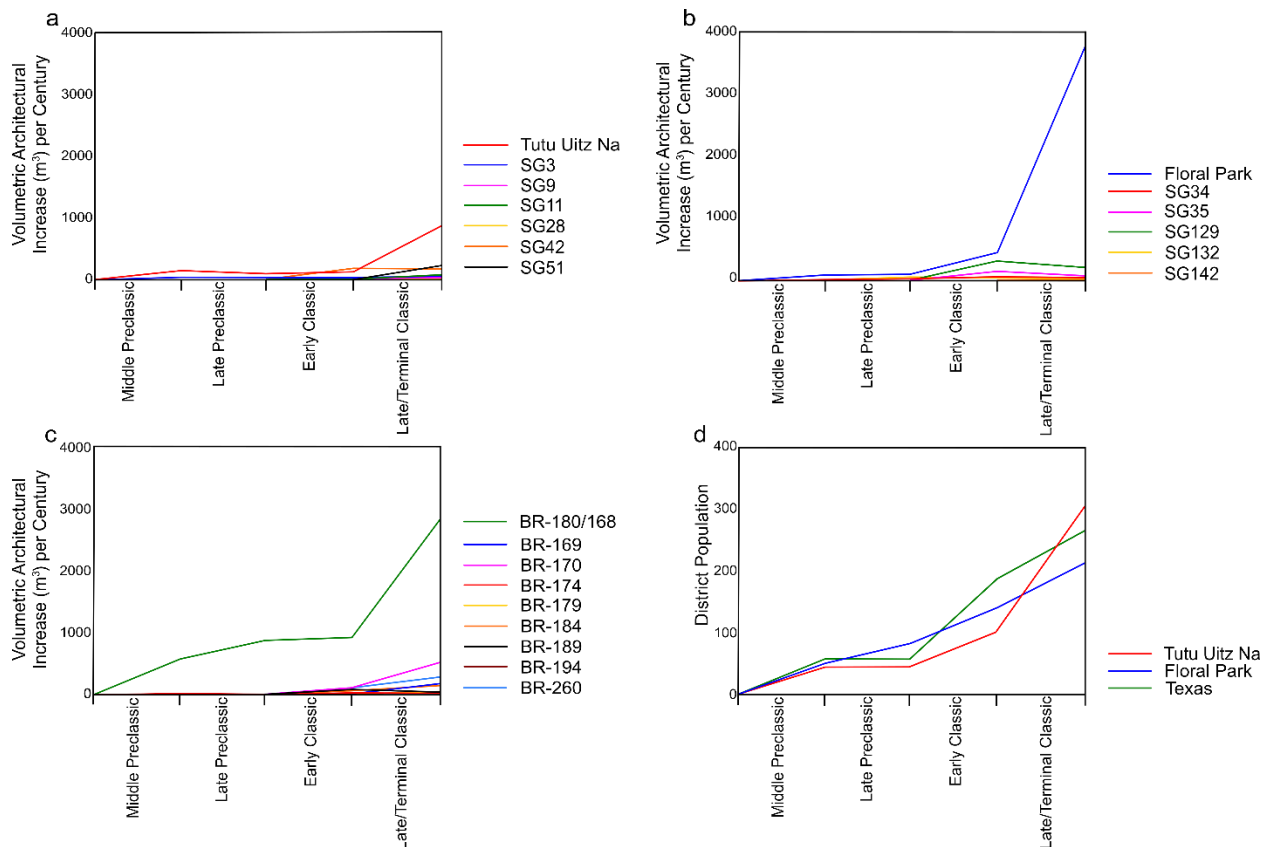 a
Volumetric Architectural
Increase (m³) per Century
4000
3000
2000
1000
0
Middle Preclassic
Late Preclassic
Early Classic
Late/Terminal Classic
Tutu Uitz Na
SG3
SG9
SG11
SG28
SG42
SG51
b
Volumetric Architectural
Increase (m³) per Century
4000
3000
2000
1000
0
Middle Preclassic
Late Preclassic
Early Classic
Late/Terminal Classic
Floral Park
SG34
SG35
SG129
SG132
SG142
c
Volumetric Architectural
Increase (m³) per Century
4000
3000
2000
1000
0
Middle Preclassic
Late Preclassic
Early Classic
Late/Terminal Classic
BR-180/168
BR-169
BR-170
BR-174
BR-179
BR-184
BR-189
BR-194
BR-260
d
District Population
400
300
200
100
0
Middle Preclassic
Late Preclassic
Early Classic
Late/Terminal Classic
Tutu Uitz Na
Floral Park
Texas